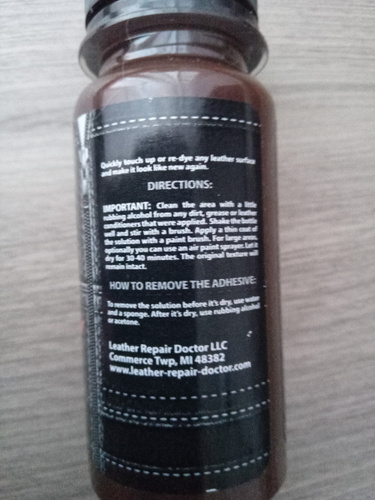 Quickly touch up or re-dye any leather surface
and make it look like new again.
DIRECTIONS:
IMPORTANT: Clean the area with a little
rubbing alcohol from any dirt, grease or leather
conditioners that were applied. Shake the bottle
well and stir with a brush. Apply a thin coat of
the solution with a paint brush. For large areas,
optionally you can use an air paint sprayer. Let it
dry for 30-40 minutes. The original texture will
remain intact.
HOW TO REMOVE THE ADHESIVE:
To remove the solution before it's dry, use water
and a sponge. After it's dry, use rubbing alcohol
or acetone.
Leather Repair Doctor LLC
Commerce Twp, MI 48382
www.leather-repair-doctor.com